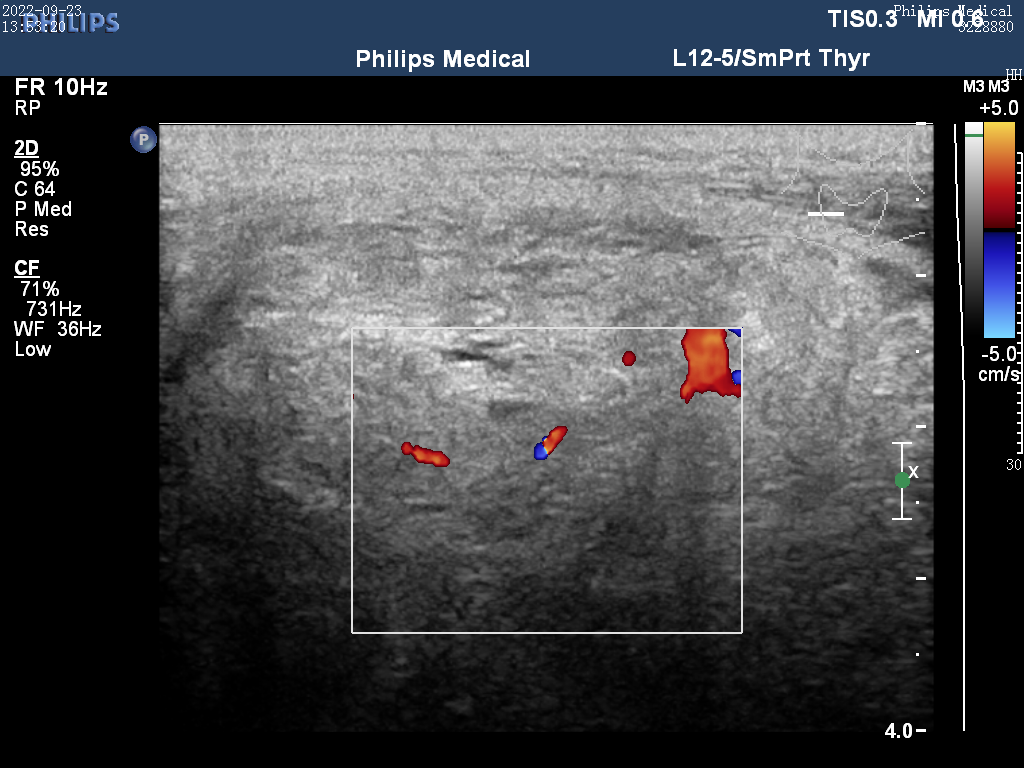 2022-09-23
13:53:20
PHILIPS
TIS0.3 MI 0.6
Philips Medical
3228880
Philips Medical
L12-5/SmPrt Thyr
HH
FR 10Hz
RP
2D
95%
C 64
P Med
Res
CF
71%
731Hz
WF 36Hz
Low
P
M3 M3
+5.0
-5.0
cm/s
x
30
4.0